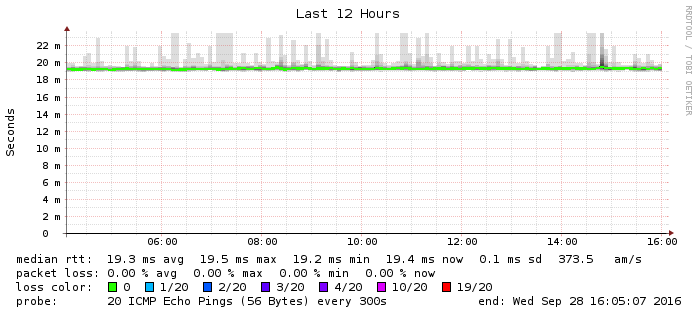 Last 12 Hours
RRDTOOL / TOBI OETIKER
Seconds
22 m
20 m
18 m
16 m
14 m
12 m
10 m
8 m
6 m
4 m
2 m
0
06:00 08:00 10:00 12:00 14:00 16:00
median rtt: 19.3 ms avg 19.5 ms max 19.2 ms min 19.4 ms now 0.1 ms sd 373.5 am/s
packet loss: 0.00 % avg 0.00 % max 0.00 % min 0.00 % now
loss color: 0 1/20 2/20 3/20 4/20 10/20 19/20
probe: 20 ICMP Echo Pings (56 Bytes) every 300s end: Wed Sep 28 16:05:07 2016